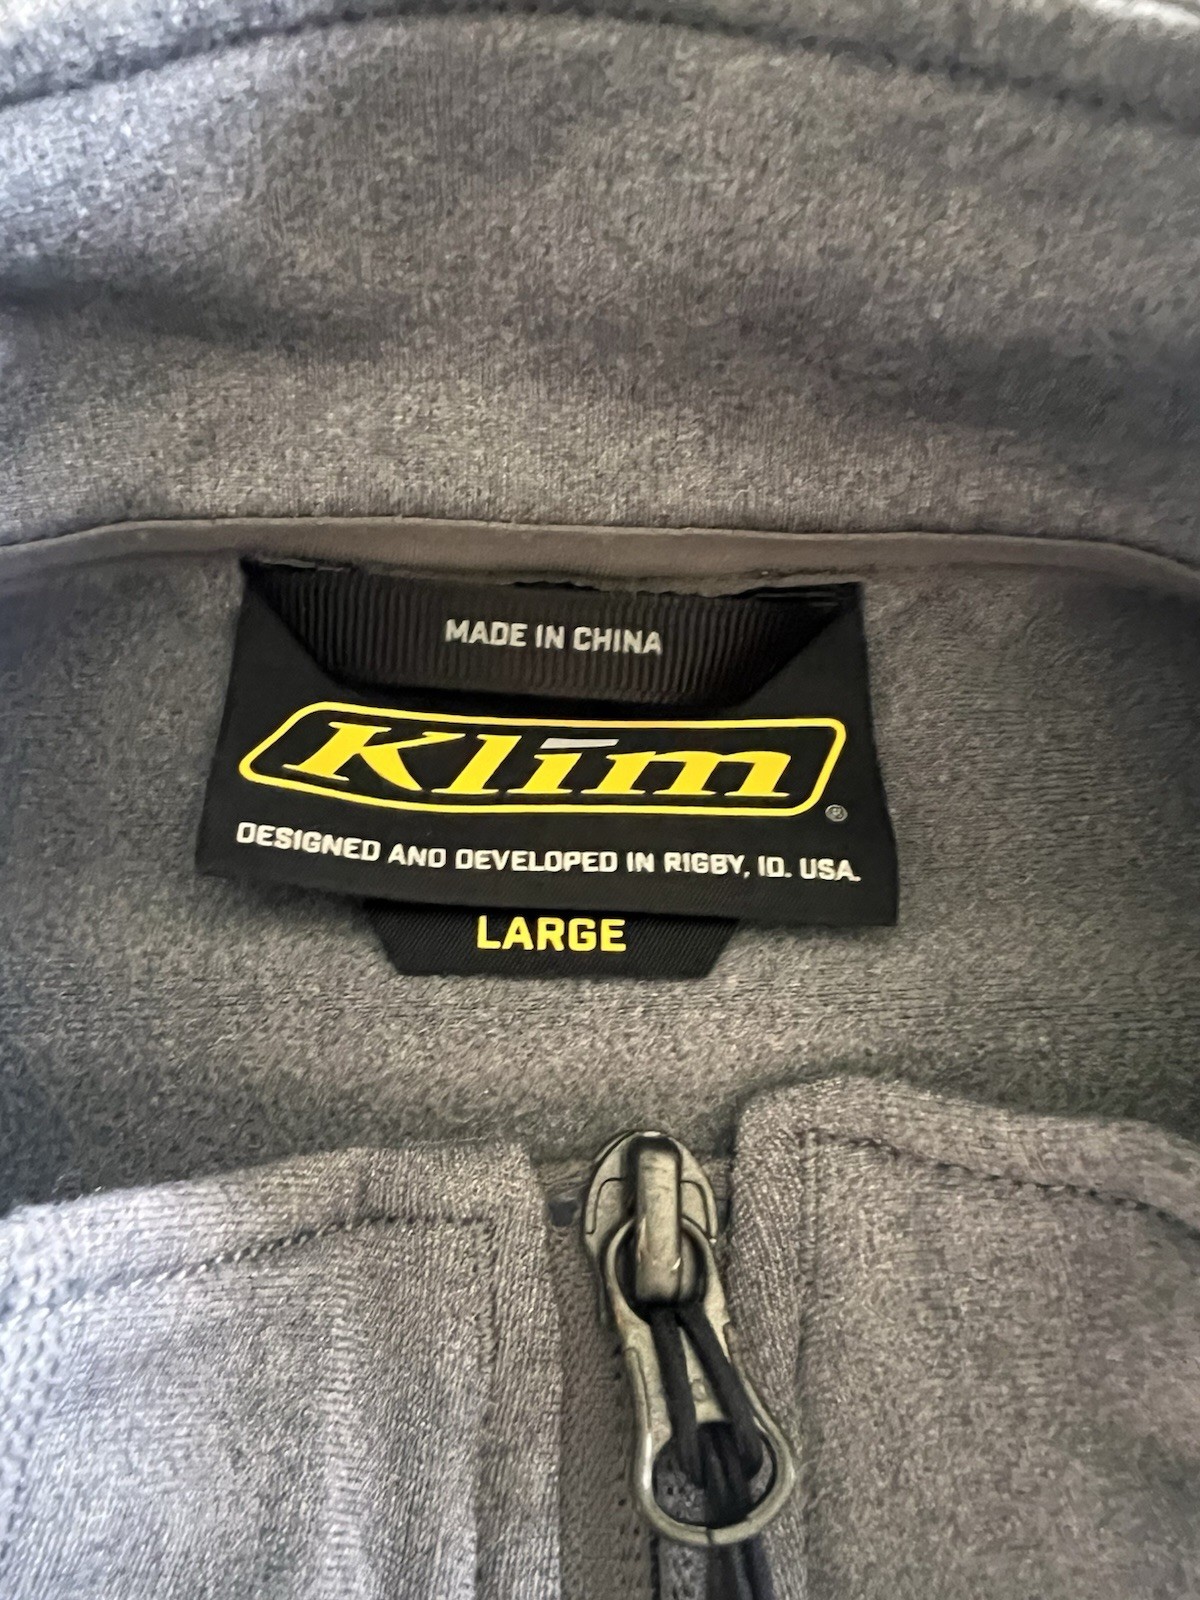 MADE IN CHINA
Klim
®
DESIGNED AND DEVELOPED IN RIGBY, ID. USA.
LARGE